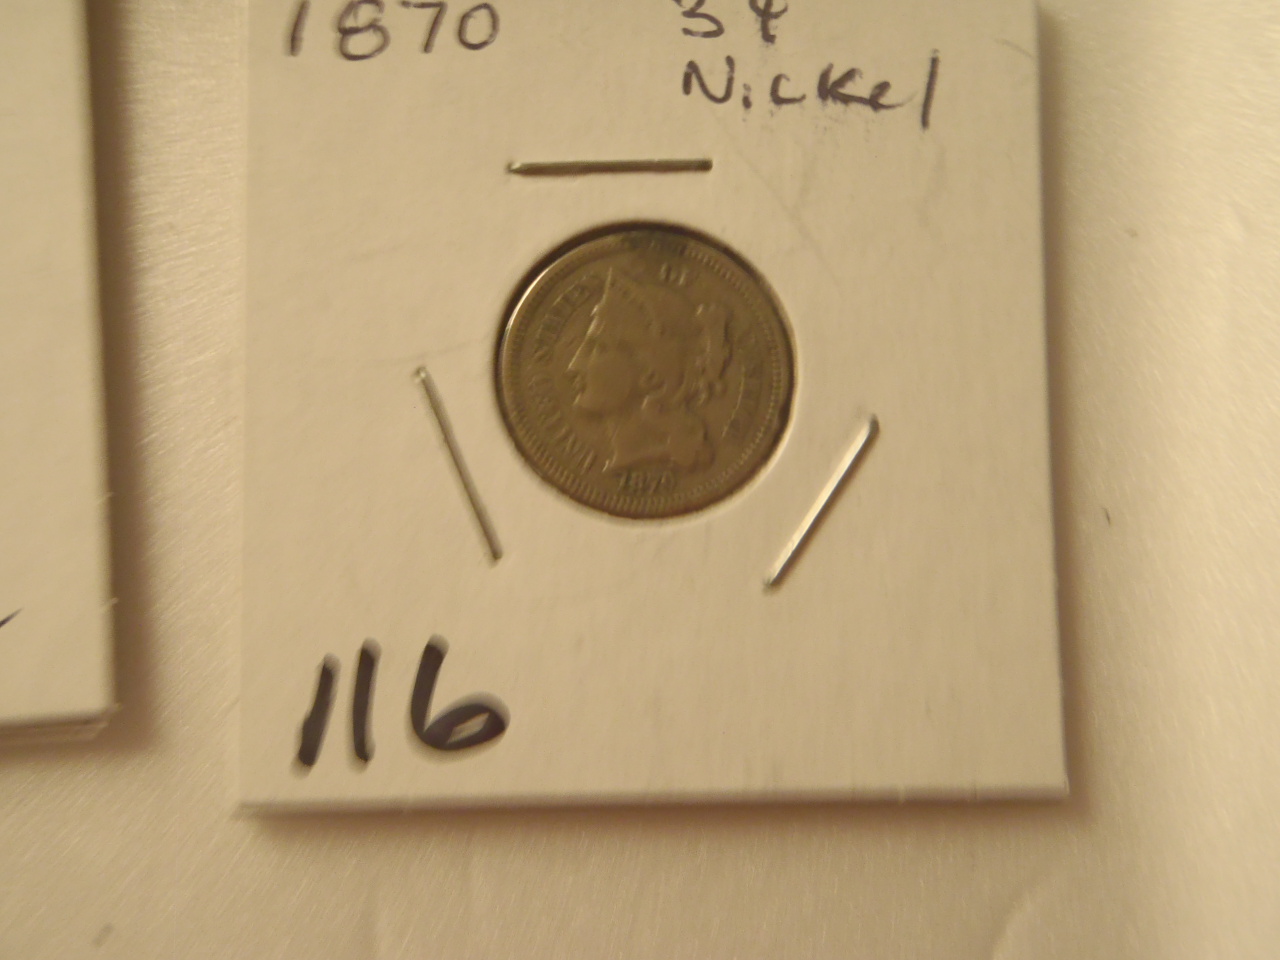 1870 3¢
Nickel
UNITED STATES OF AMERICA
1870
116